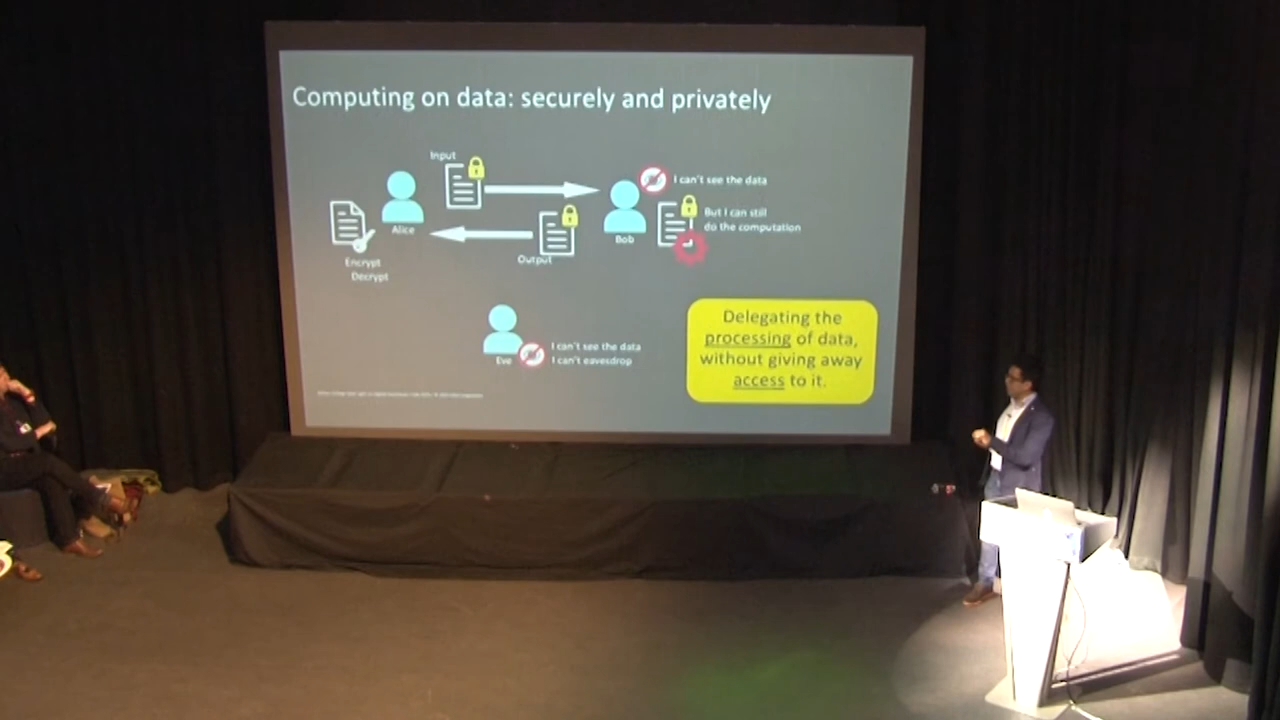 Computing on data: securely and privately
Input
I can't see the data
Alice
But I can still
do the computation
Bob
Output
Encrypt
Decrypt
I can't see the data
Eve
I can't eavesdrop
Delegating the
processing of data,
without giving away
access to it.